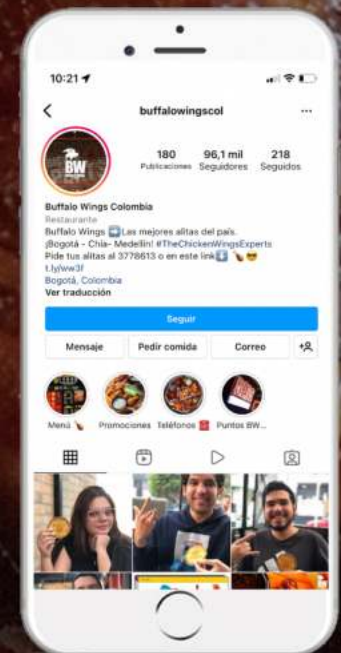 10:21
buffalowingscol
...
BW
180 96,1 mil 218
Publicaciones Seguidores Seguidos
Buffalo Wings Colombia
Restaurante
Buffalo Wings ➡️Las mejores alitas del país.
¡Bogotá - Chía- Medellín! #TheChickenWingsExperts
Pide tus alitas al 3778613 o en este link⬇️ 🍗 😎
t.ly/ww3f
Bogotá, Colombia
Ver traducción
Seguir
Mensaje Pedir comida Correo
Menú 🍗 Promociones Teléfonos ☎️ Puntos BW...